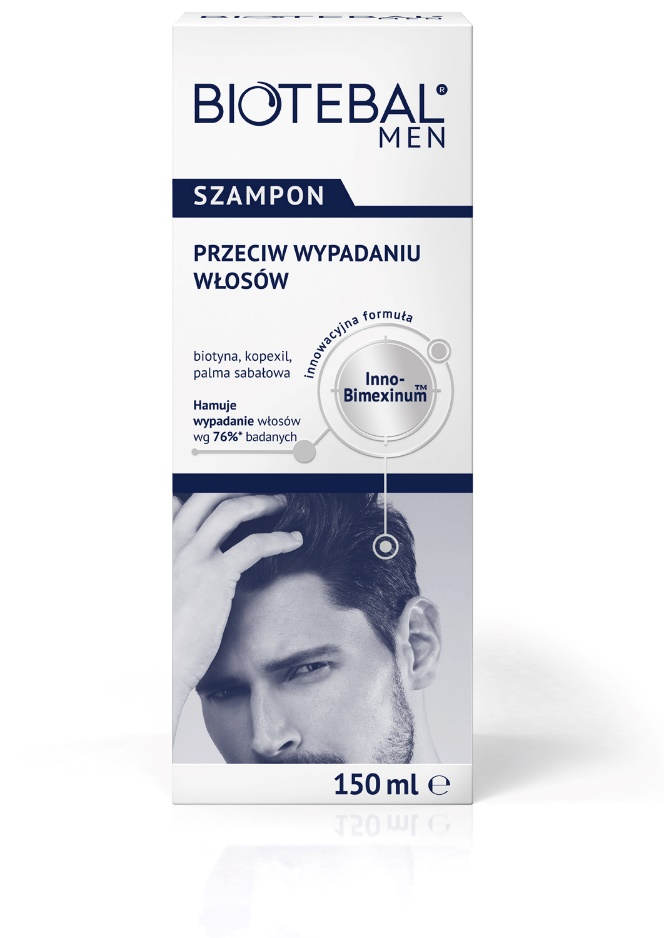 BIOTEBAL®
MEN
SZAMPON
PRZECIW WYPADANIU
WŁOSÓW
innowacyjna formuła
biotyna, kopexil,
palma sabałowa
Inno-
Bimexinum™
Hamuje
wypadanie włosów
wg 76%* badanych
150 ml ℮